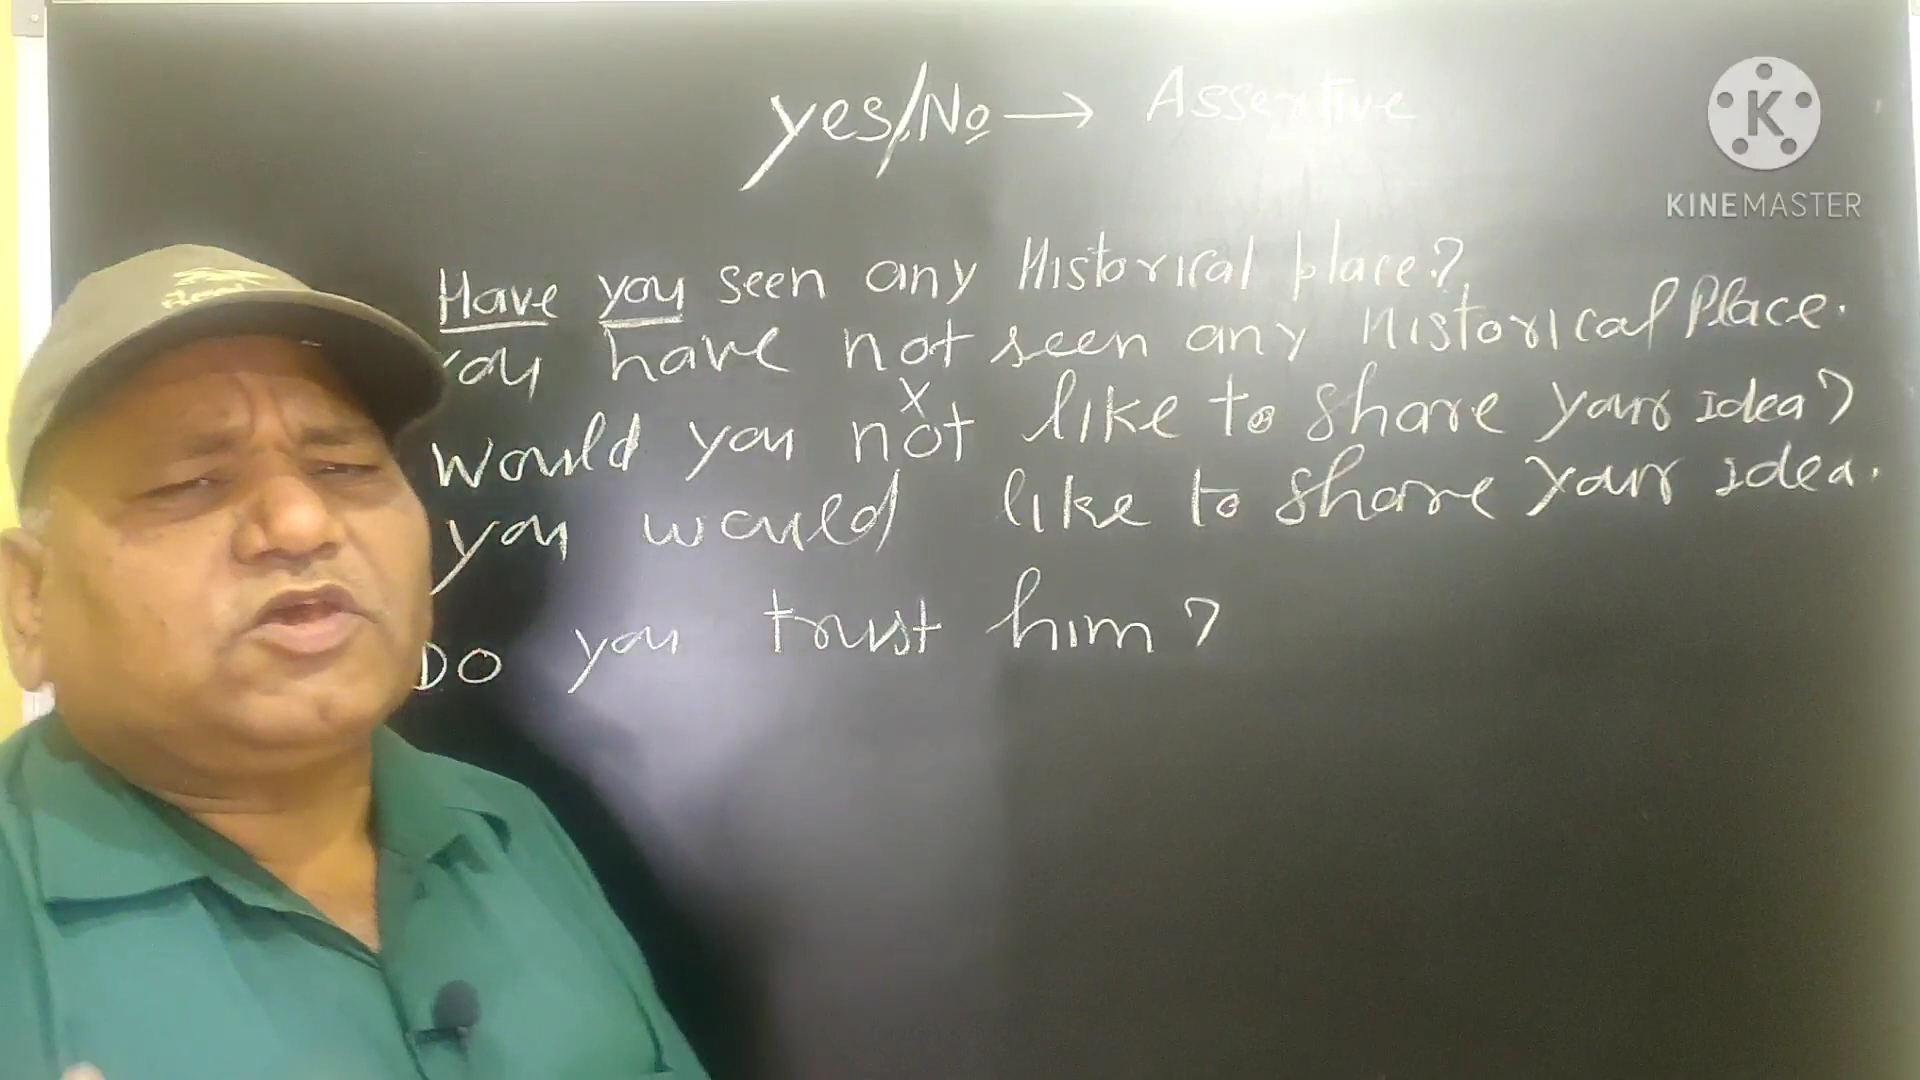 yes/No → Assertive
K
KINEMASTER
Have you seen any Historical place?
You have not seen any Historical Place.
x
Would you not like to share your idea?
you would like to share your idea.
Do you trust him?